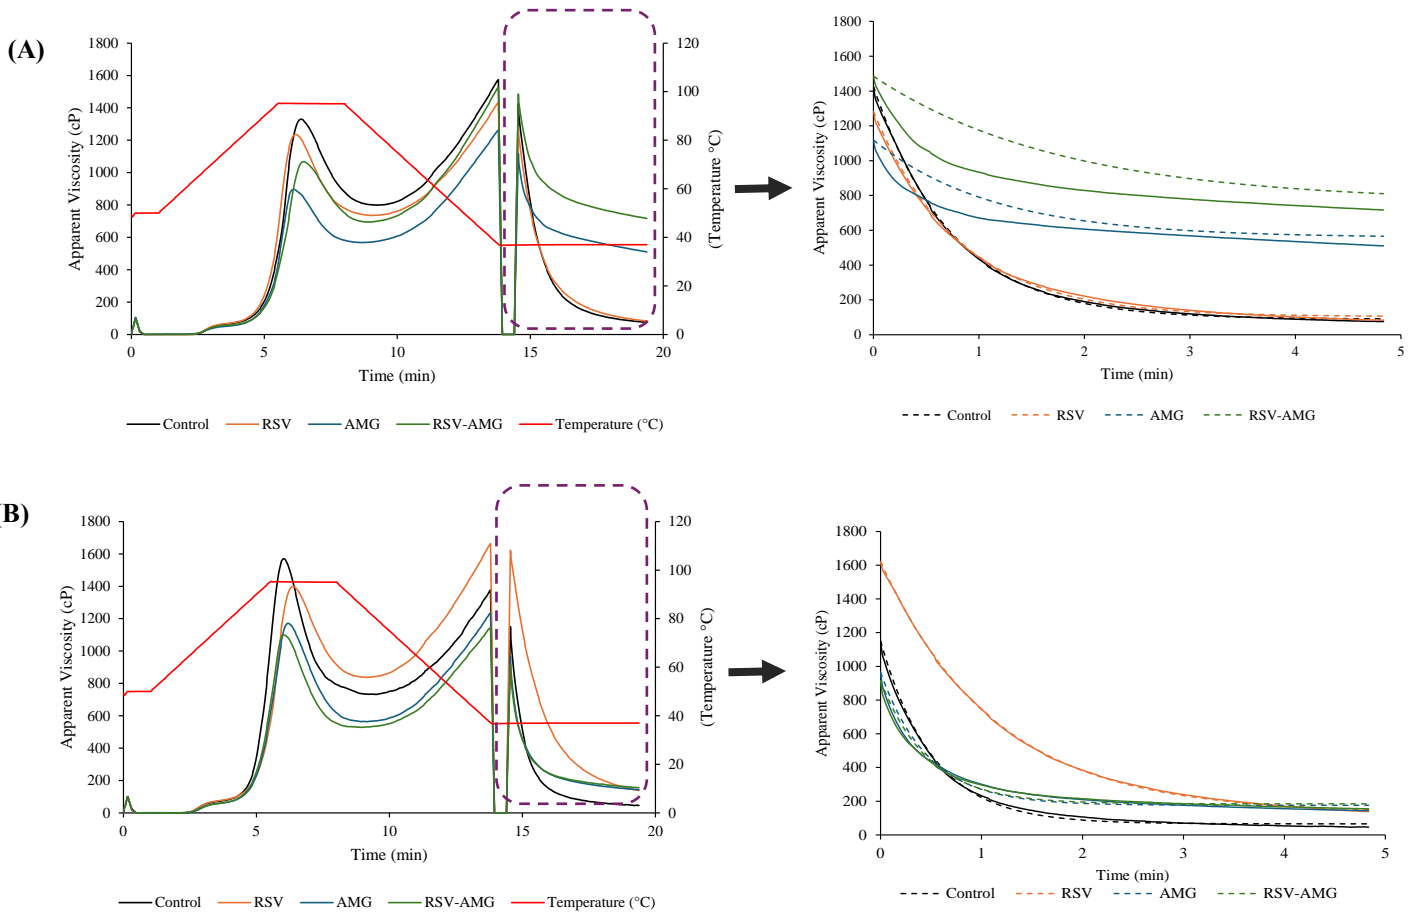 (A)
1800
1600
1400
1200
1000
800
600
400
200
0
Apparent Viscosity (cP)
120
100
80
60
40
20
0
(Temperature °C)
0 5 10 15 20
Time (min)
Control RSV AMG RSV-AMG Temperature (°C)
1800
1600
1400
1200
1000
800
600
400
200
0
Apparent Viscosity (cP)
0 1 2 3 4 5
Time (min)
Control RSV AMG RSV-AMG
(B)
1800
1600
1400
1200
1000
800
600
400
200
0
Apparent Viscosity (cP)
120
100
80
60
40
20
0
(Temperature °C)
0 5 10 15 20
Time (min)
Control RSV AMG RSV-AMG Temperature (°C)
1800
1600
1400
1200
1000
800
600
400
200
0
Apparent Viscosity (cP)
0 1 2 3 4 5
Time (min)
Control RSV AMG RSV-AMG